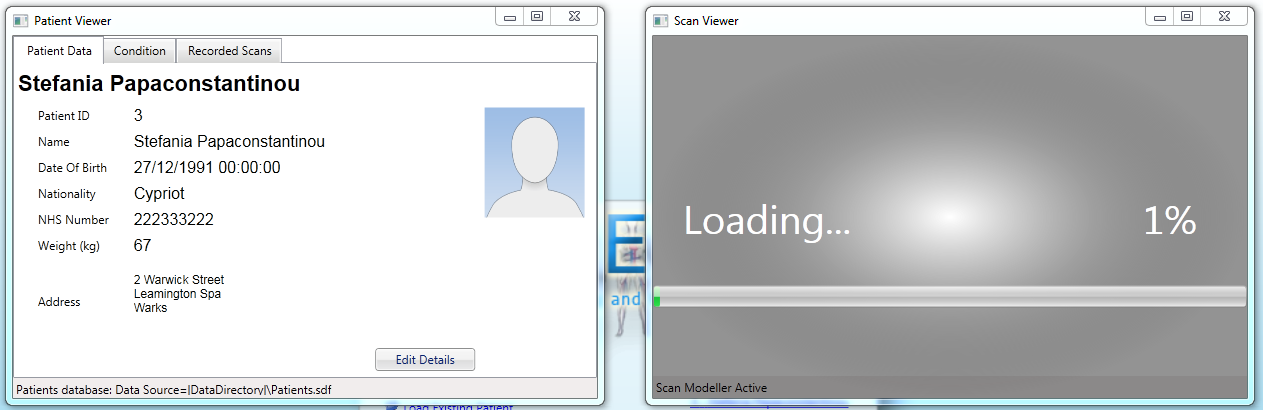 Patient Viewer
Patient Data
Condition
Recorded Scans
Stefania Papaconstantinou
Patient ID 3
Name Stefania Papaconstantinou
Date Of Birth 27/12/1991 00:00:00
Nationality Cypriot
NHS Number 222333222
Weight (kg) 67
Address 2 Warwick Street
Leamington Spa
Warks
Edit Details
Patients database: Data Source=|DataDirectory|\Patients.sdf
and
Load Existing Patient
Scan Viewer
Loading... 1%
Scan Modeller Active